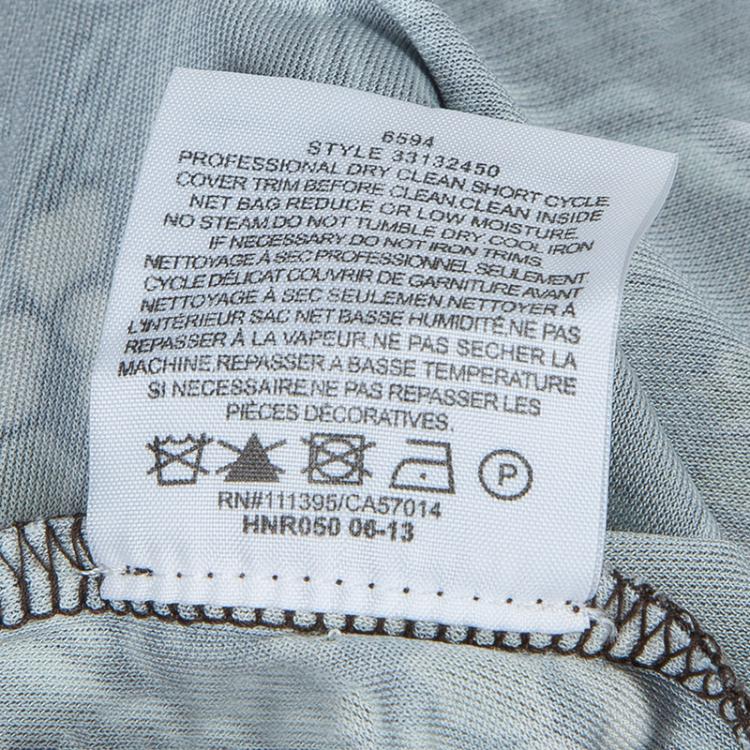 6594
STYLE 33132450
PROFESSIONAL DRY CLEAN.SHORT CYCLE.
COVER TRIM BEFORE CLEAN.CLEAN INSIDE
NET BAG REDUCE OR LOW MOISTURE.
NO STEAM.DO NOT TUMBLE DRY.COOL IRON
IF NECESSARY.DO NOT IRON TRIMS.
NETTOYAGE À SEC PROFESSIONNEL SEULEMENT.
CYCLE DÉLICAT COUVRIR DE GARNITURE AVANT
NETTOYAGE À SEC SEULEMEN.NETTOYER À
L'INTÉRIEUR SAC NET BASSE HUMIDITÉ.NE PAS
REPASSER À LA VAPEUR.NE PAS SECHER LA
MACHINE.REPASSER A BASSE TEMPERATURE
SI NECESSAIRE.NE PAS REPASSER LES
PIÈCES DÉCORATIVES.
P
RN#111395/CA57014
HNR050 06-13